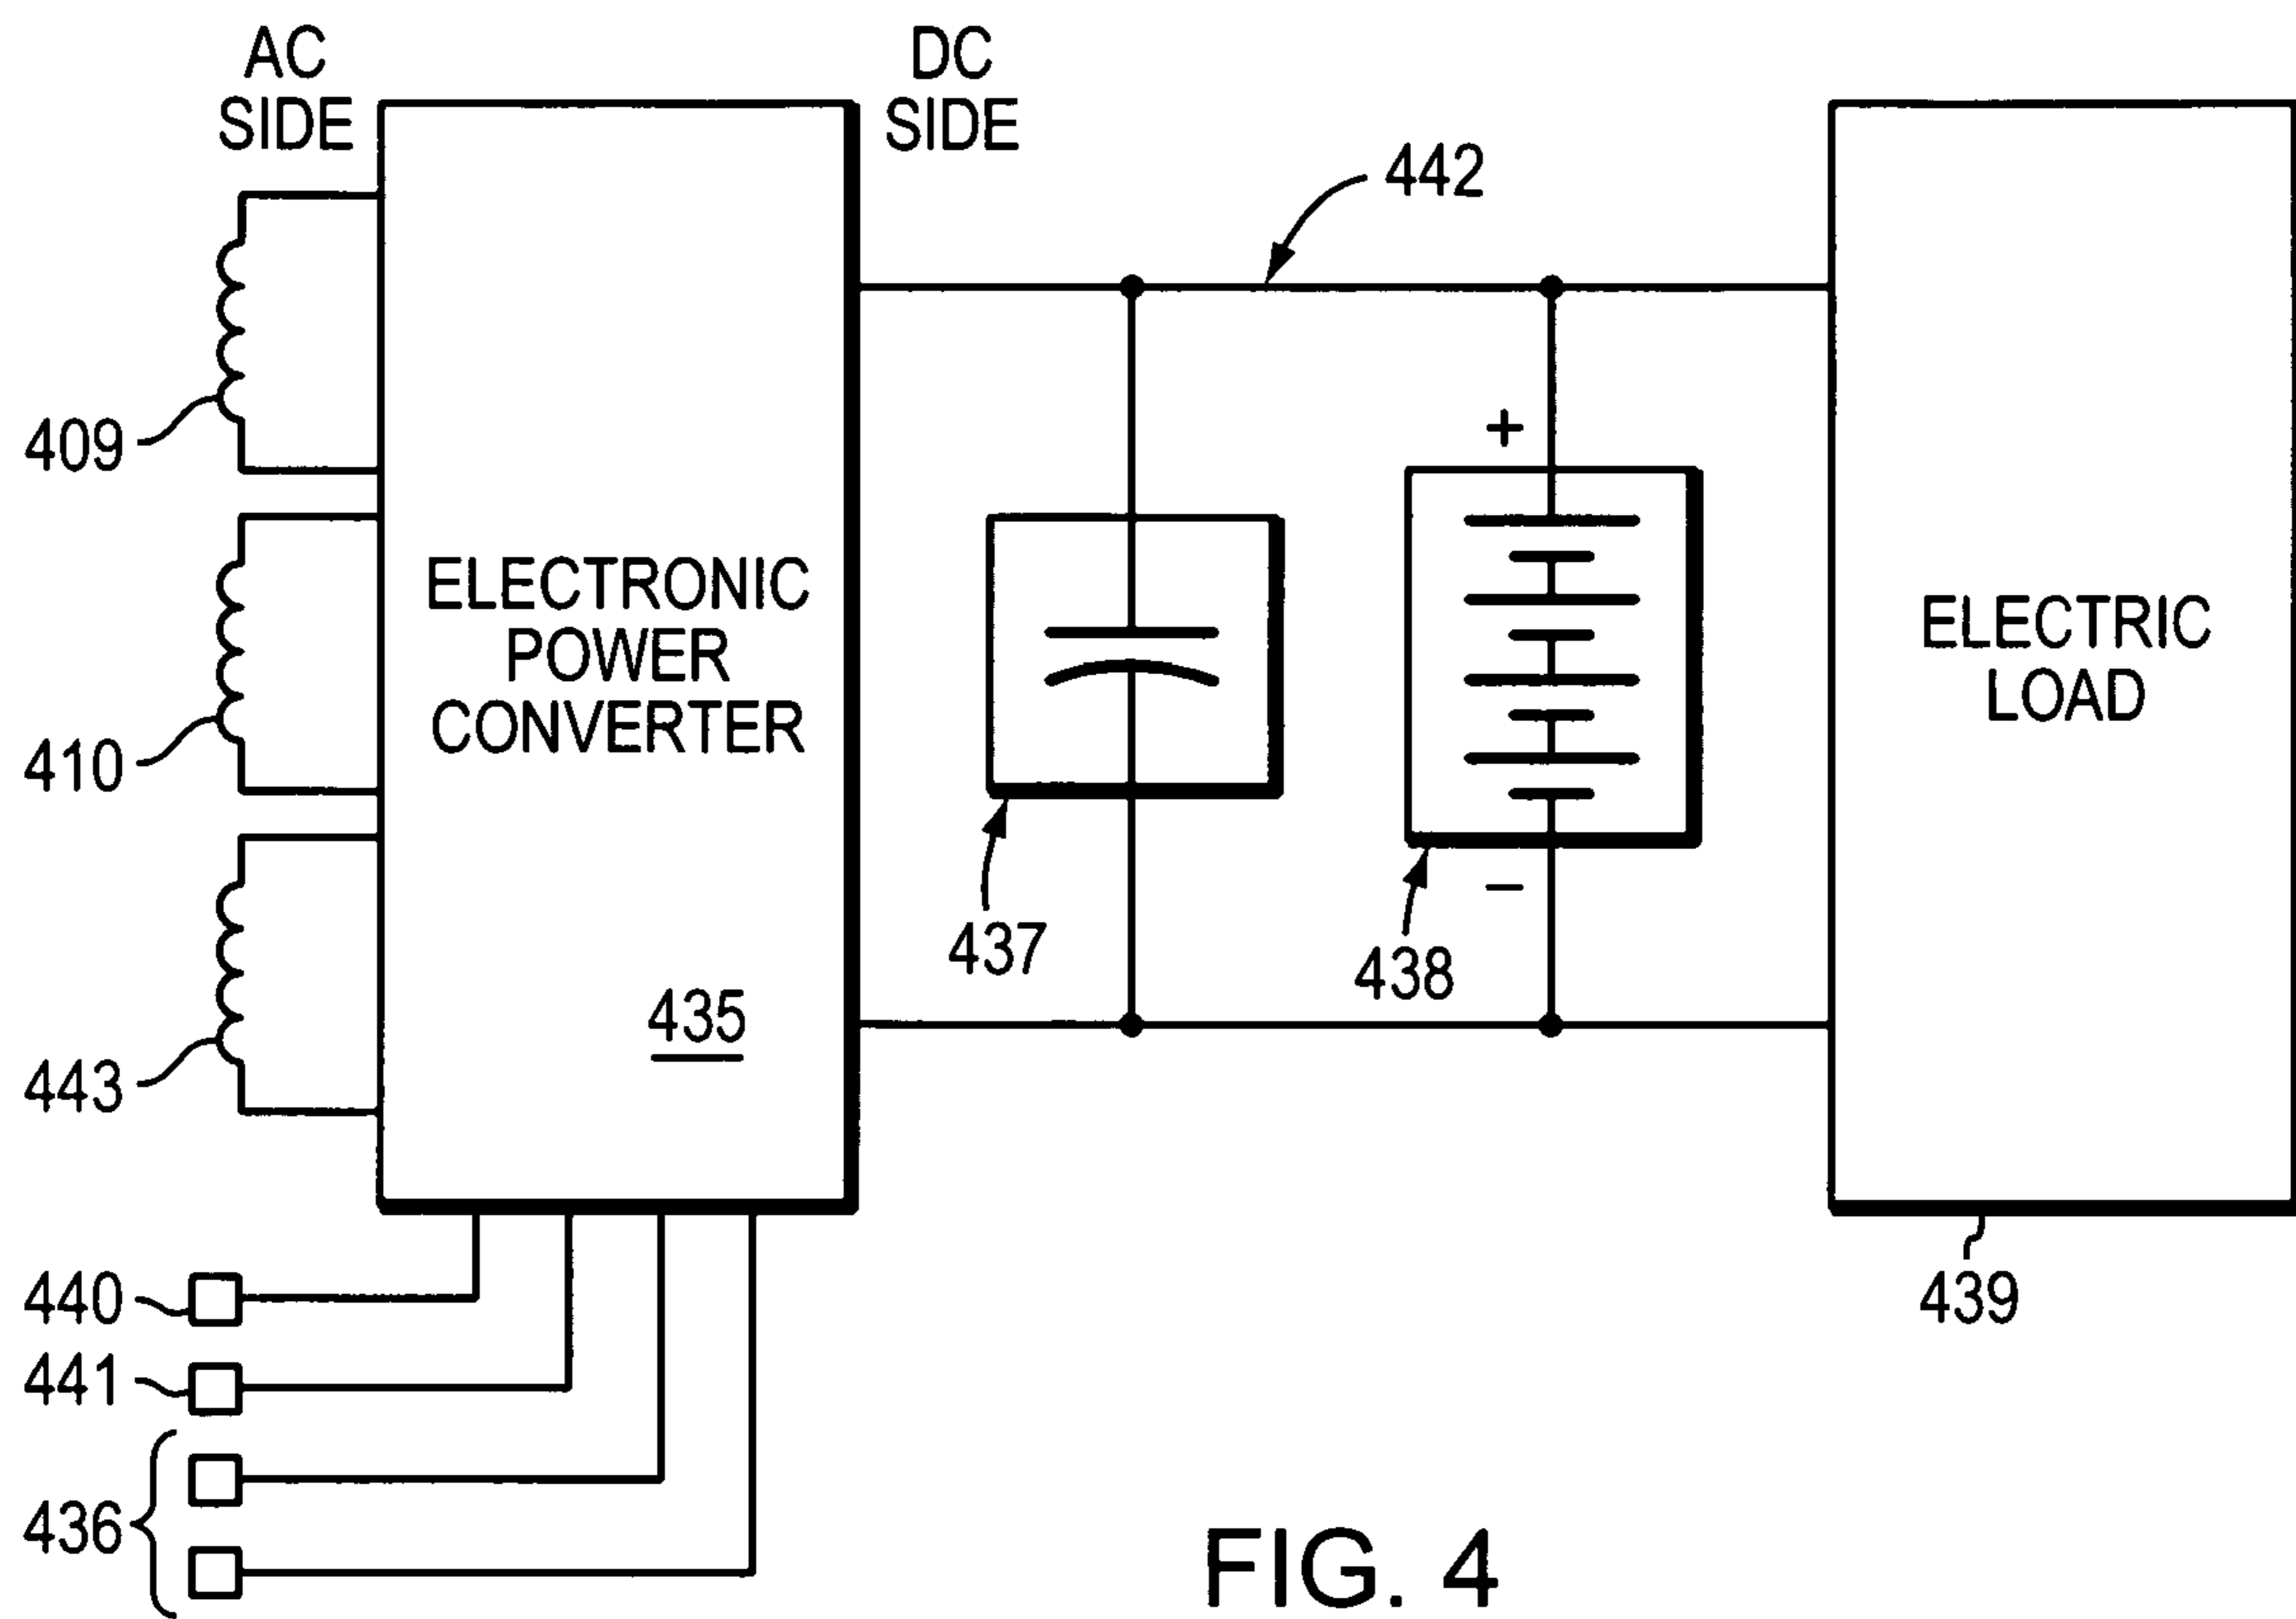 AC
SIDE
DC
SIDE
442
409
+
ELECTRONIC
POWER
CONVERTER
ELECTRIC
LOAD
410
437
−
438
435
443
440
439
441
436
FIG. 4